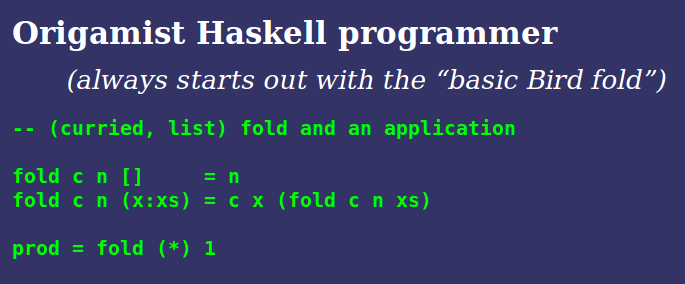 Origamist Haskell programmer
(always starts out with the “basic Bird fold”)
-- (curried, list) fold and an application
fold c n []     = n
fold c n (x:xs) = c x (fold c n xs)
prod = fold (*) 1